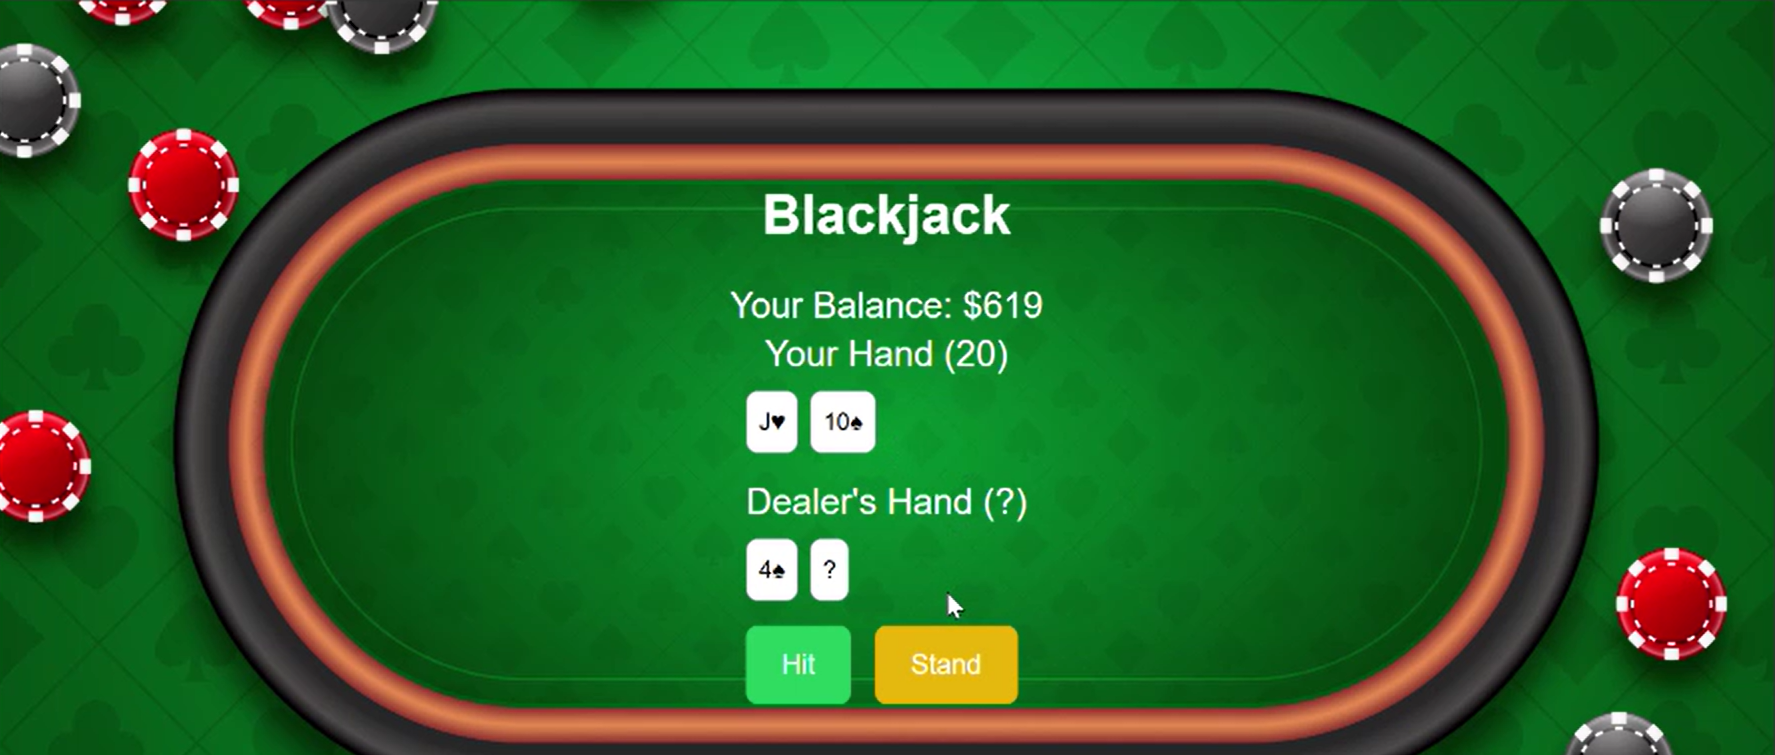 Blackjack
Your Balance: $619
Your Hand (20)
J♥ 10♠
Dealer's Hand (?)
4♠ ?
Hit Stand